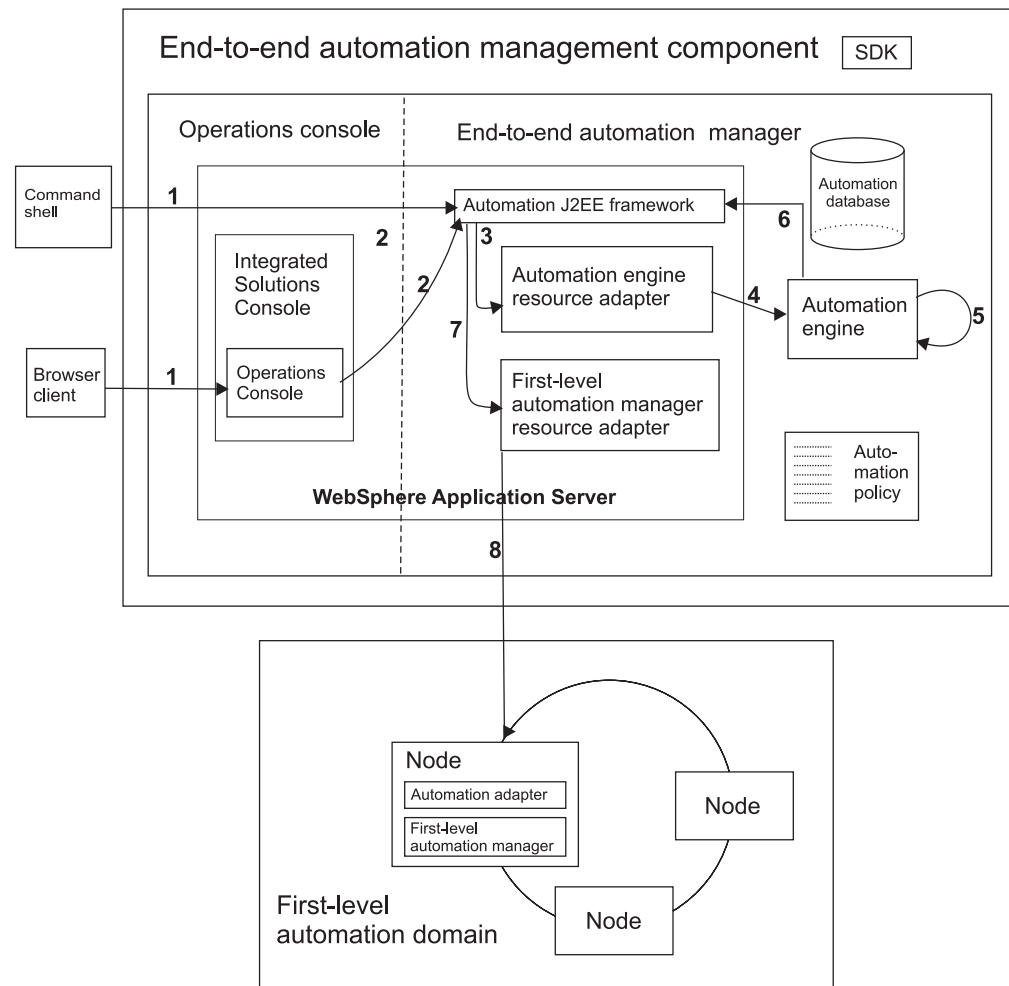 End-to-end automation management component
SDK
Operations console
End-to-end automation manager
Command
shell
1
Automation J2EE framework
6
Automation
database
2
3
Integrated
Solutions
Console
2
Automation engine
resource adapter
4
Automation
engine
5
7
Browser
client
1
Operations
Console
First-level
automation manager
resource adapter
Auto-
mation
policy
WebSphere Application Server
8
Node
Automation adapter
First-level
automation manager
Node
Node
First-level
automation domain